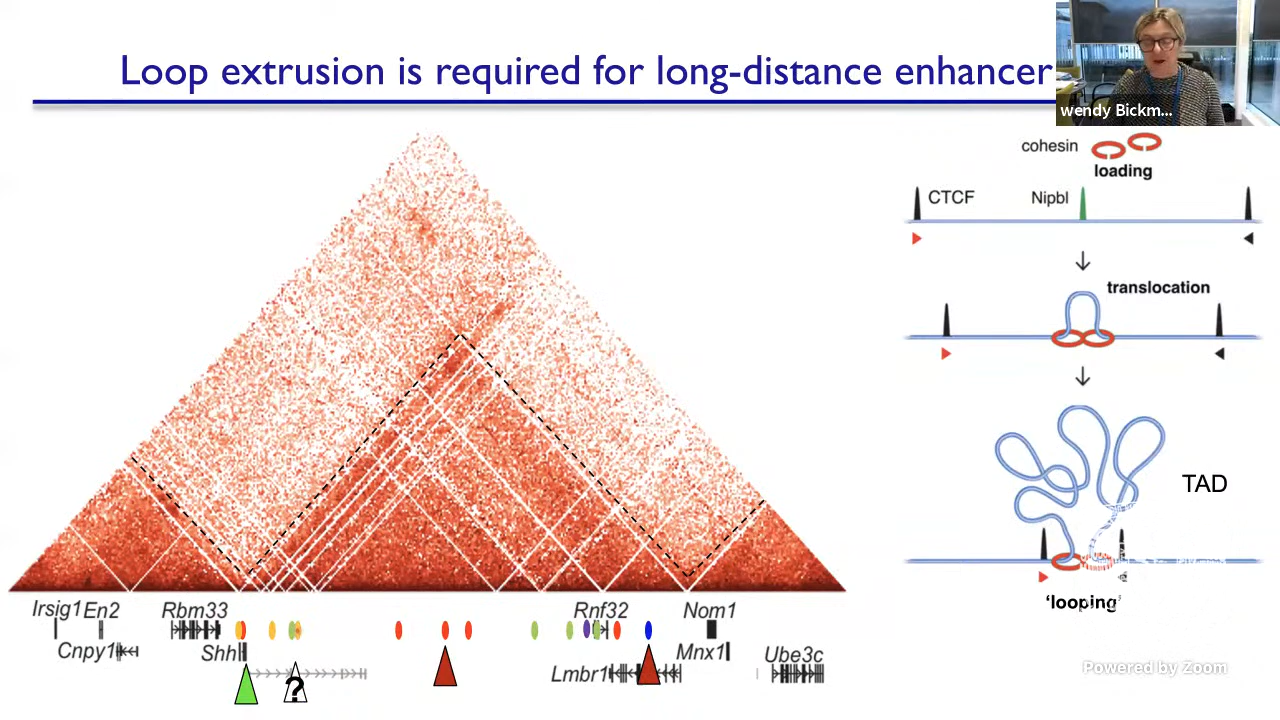 Loop extrusion is required for long-distance enhancer
wendy Bickm...
cohesin
loading
CTCF
Nipbl
translocation
TAD
'looping'
Irsig1 En2
Rbm33
Rnf32
Nom1
Cnpy1
Shh
Lmbr1
Mnx1
Ube3c
?
Powered by Zoom